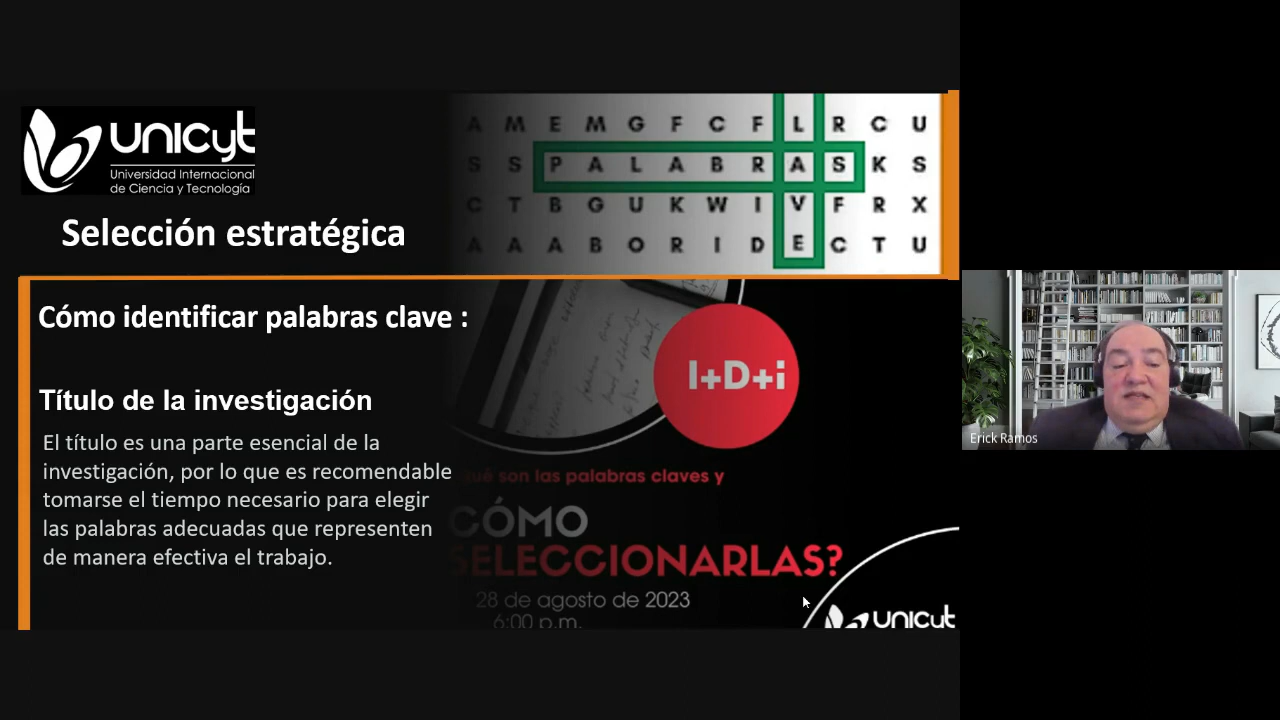 unicyt
Universidad Internacional
de Ciencia y Tecnología
Selección estratégica
A M E M G F C F L R C U
S S P A L A B R A S K S
C T B G U K W I V F R X
A A A B O R I D E C T U
Cómo identificar palabras clave :
Título de la investigación
El título es una parte esencial de la
investigación, por lo que es recomendable
tomarse el tiempo necesario para elegir
las palabras adecuadas que representen
de manera efectiva el trabajo.
I+D+i
son las palabras claves y
CÓMO
SELECCIONARLAS?
28 de agosto de 2023
6:00 p.m.
unicyt
Erick Ramos